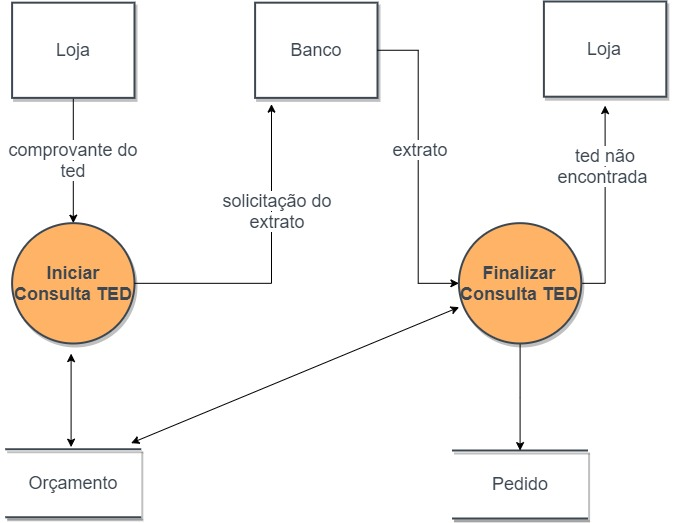 Loja
Banco
Loja
comprovante do
ted
extrato
ted não
encontrada
solicitação do
extrato
Iniciar
Consulta TED
Finalizar
Consulta TED
Orçamento
Pedido